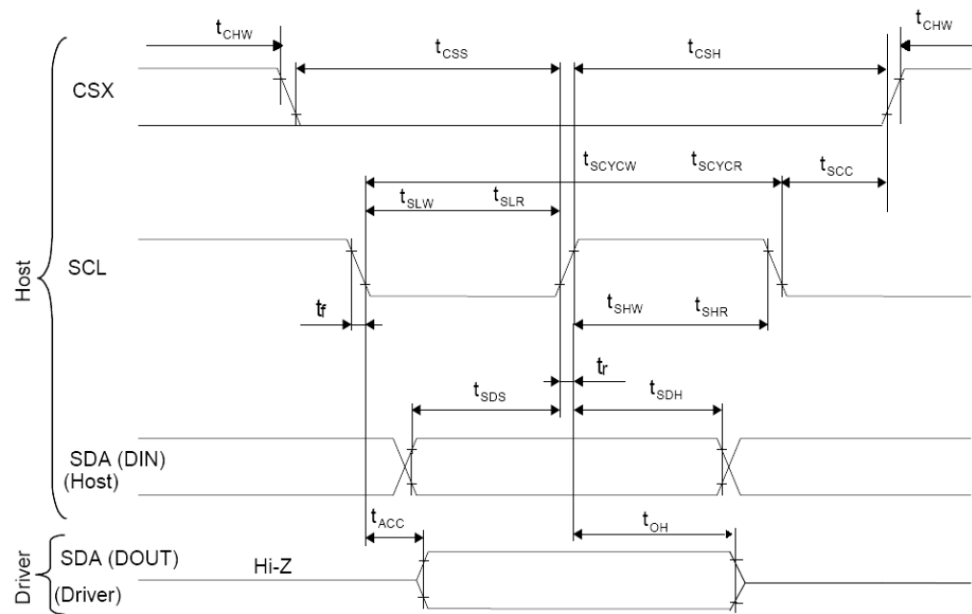 tCHW
tCSS
tCSH
tCHW
CSX
tSCYCW
tSCYCR
tSCC
tSLW
tSLR
SCL
Host
tf
tSHW
tSHR
tr
tSDS
tSDH
SDA (DIN)
(Host)
tACC
tOH
SDA (DOUT)
Hi-Z
Driver
(Driver)